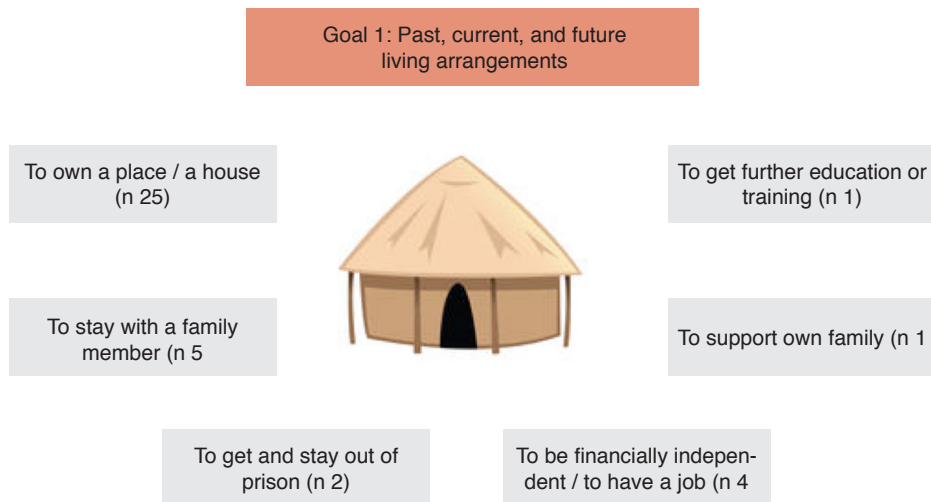 Goal 1: Past, current, and future
living arrangements
To own a place / a house
(n 25)
To get further education or
training (n 1)
To stay with a family
member (n 5
To support own family (n 1
To get and stay out of
prison (n 2)
To be financially indepen-
dent / to have a job (n 4